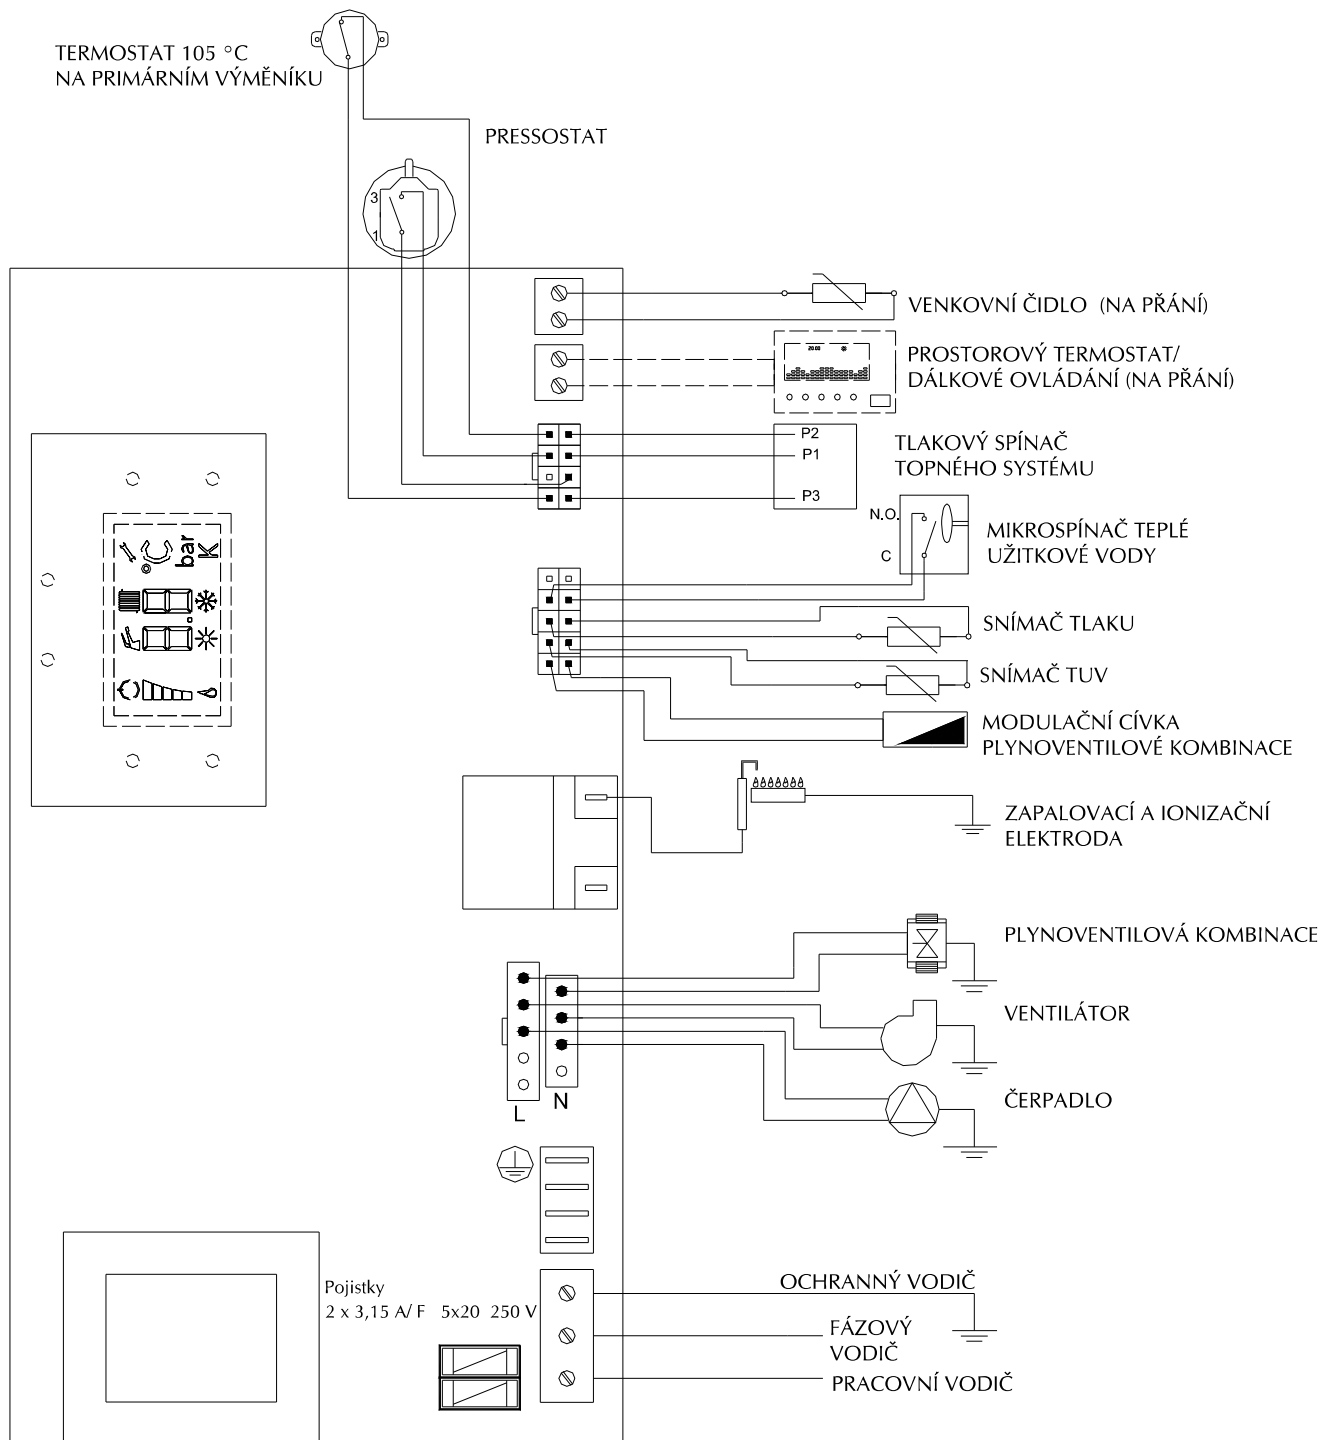 TERMOSTAT 105 °C
NA PRIMÁRNÍM VÝMĚNÍKU
PRESSOSTAT
3
1
VENKOVNÍ ČIDLO (NA PŘÁNÍ)
20:00
PROSTOROVÝ TERMOSTAT/
DÁLKOVÉ OVLÁDÁNÍ (NA PŘÁNÍ)
P2
P1
P3
TLAKOVÝ SPÍNAČ
TOPNÉHO SYSTÉMU
N.O.
C
MIKROSPÍNAČ TEPLÉ
UŽITKOVÉ VODY
°C
bar
K
SNÍMAČ TLAKU
SNÍMAČ TUV
MODULAČNÍ CÍVKA
PLYNOVENTILOVÉ KOMBINACE
ZAPALOVACÍ A IONIZAČNÍ
ELEKTRODA
PLYNOVENTILOVÁ KOMBINACE
VENTILÁTOR
ČERPADLO
L
N
Pojistky
2 x 3,15 A/ F 5x20 250 V
OCHRANNÝ VODIČ
FÁZOVÝ
VODIČ
PRACOVNÍ VODIČ